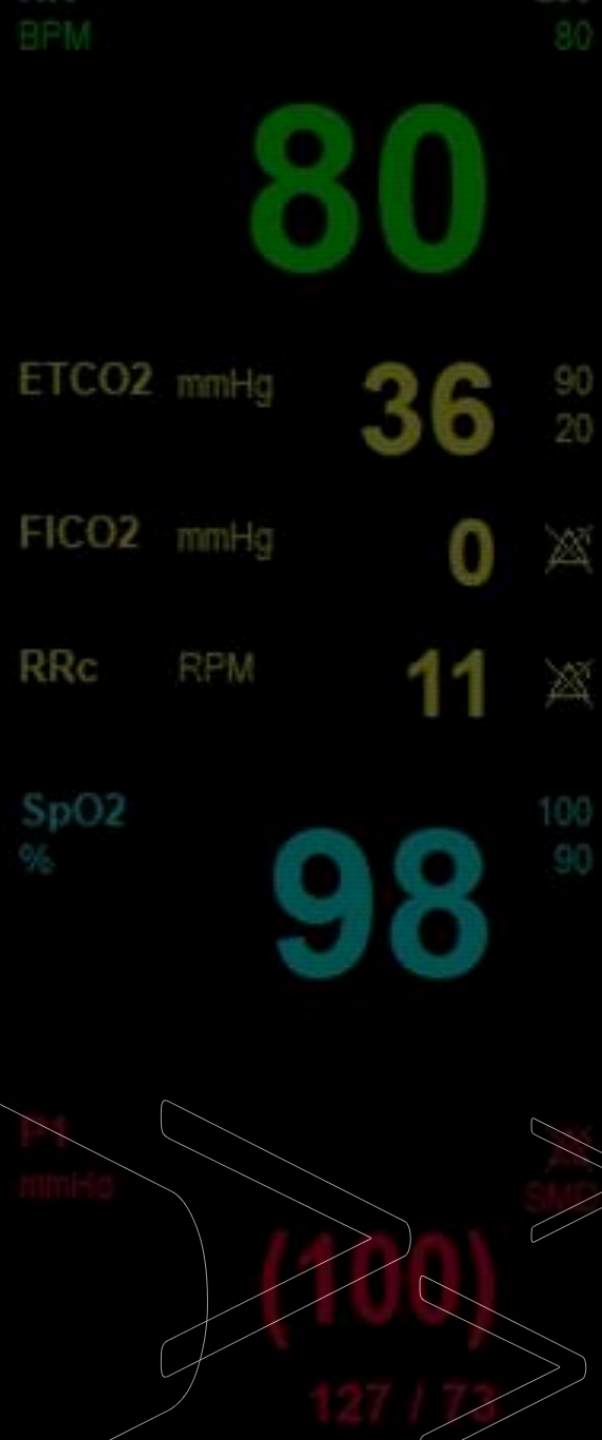 BPM 80
80
ETCO2 mmHg 36 90
20
FICO2 mmHg 0
RRc RPM 11
SpO2 100
% 90
98
P1
mmHg
SMD
(100)
127 / 73